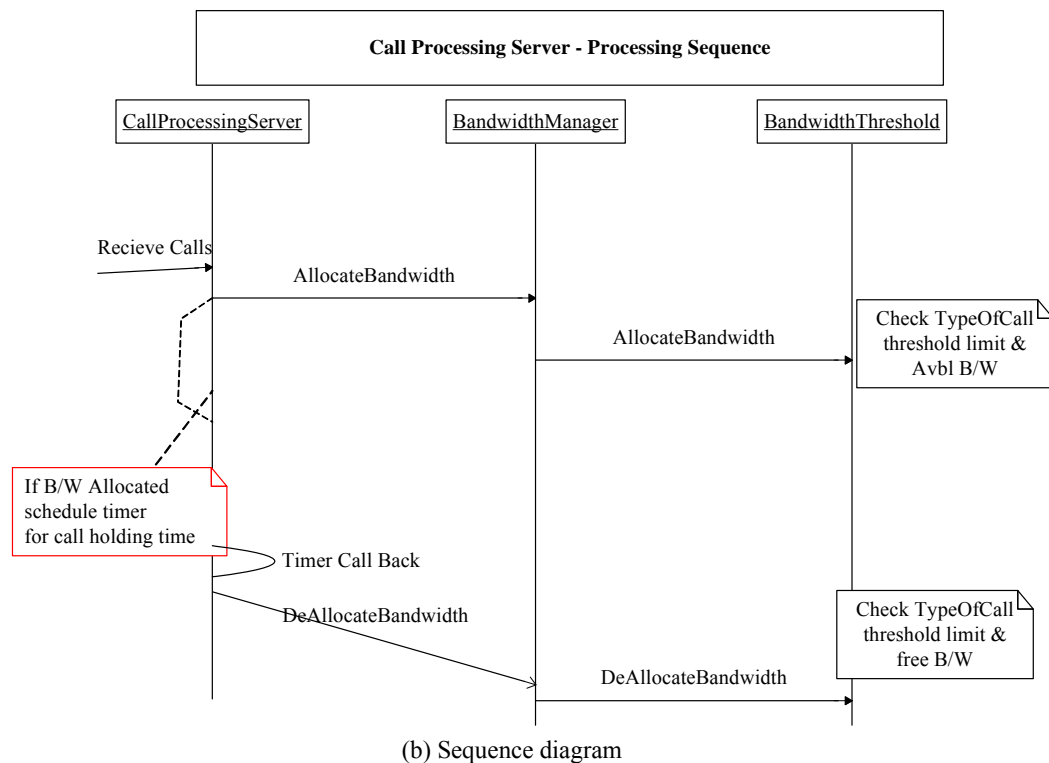 Call Processing Server - Processing Sequence
CallProcessingServer
BandwidthManager
BandwidthThreshold
Recieve Calls
AllocateBandwidth
AllocateBandwidth
Check TypeOfCall
threshold limit &
Avbl B/W
If B/W Allocated
schedule timer
for call holding time
Timer Call Back
DeAllocateBandwidth
Check TypeOfCall
threshold limit &
free B/W
DeAllocateBandwidth
(b) Sequence diagram